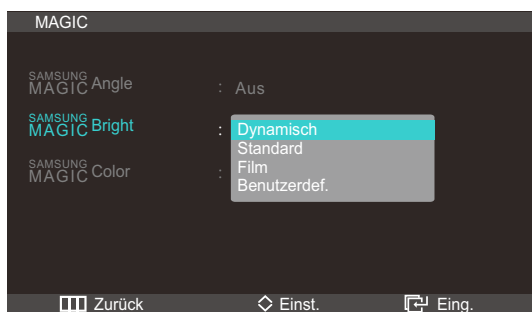 MAGIC
SAMSUNG MAGIC Angle : Aus
SAMSUNG MAGIC Bright : Dynamisch
Standard
Film
SAMSUNG MAGIC Color :
Benutzerdef.
Zurück Einst. Eing.